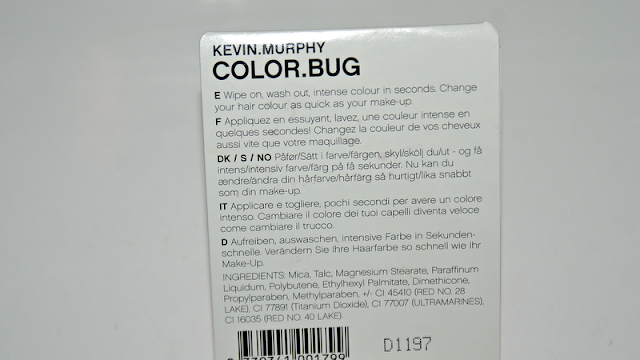 KEVIN.MURPHY
COLOR.BUG
E Wipe on, wash out, intense colour in seconds. Change
your hair colour as quick as your make-up.
F Appliquez en essuyant, lavez, une couleur intense en
quelques secondes! Changez la couleur de vos cheveux
aussi vite que votre maquillage.
DK / S / NO Påfør/Sätt i farve/färgen, skyl/skölj du/ut - og få
intens/intensiv farve/färg på få sekunder. Nu kan du
ændre/ändra din hårfarve/hårfärg så hurtigt/lika snabbt
som din make-up.
IT Applicare e togliere, pochi secondi per avere un colore
intenso. Cambiare il colore dei tuoi capelli diventa veloce
come cambiare il trucco.
D Aufreiben, auswaschen, intensive Farbe in Sekunden-
schnelle. Verändern Sie Ihre Haarfarbe so schnell wie Ihr
Make-Up.
INGREDIENTS: Mica, Talc, Magnesium Stearate, Paraffinum
Liquidum, Polybutene, Ethylhexyl Palmitate, Dimethicone,
Propylparaben, Methylparaben, +/- CI 45410 (RED NO. 28
LAKE), CI 77891 (Titanium Dioxide), CI 77007 (ULTRAMARINES),
CI 16035 (RED NO. 40 LAKE).
D1197